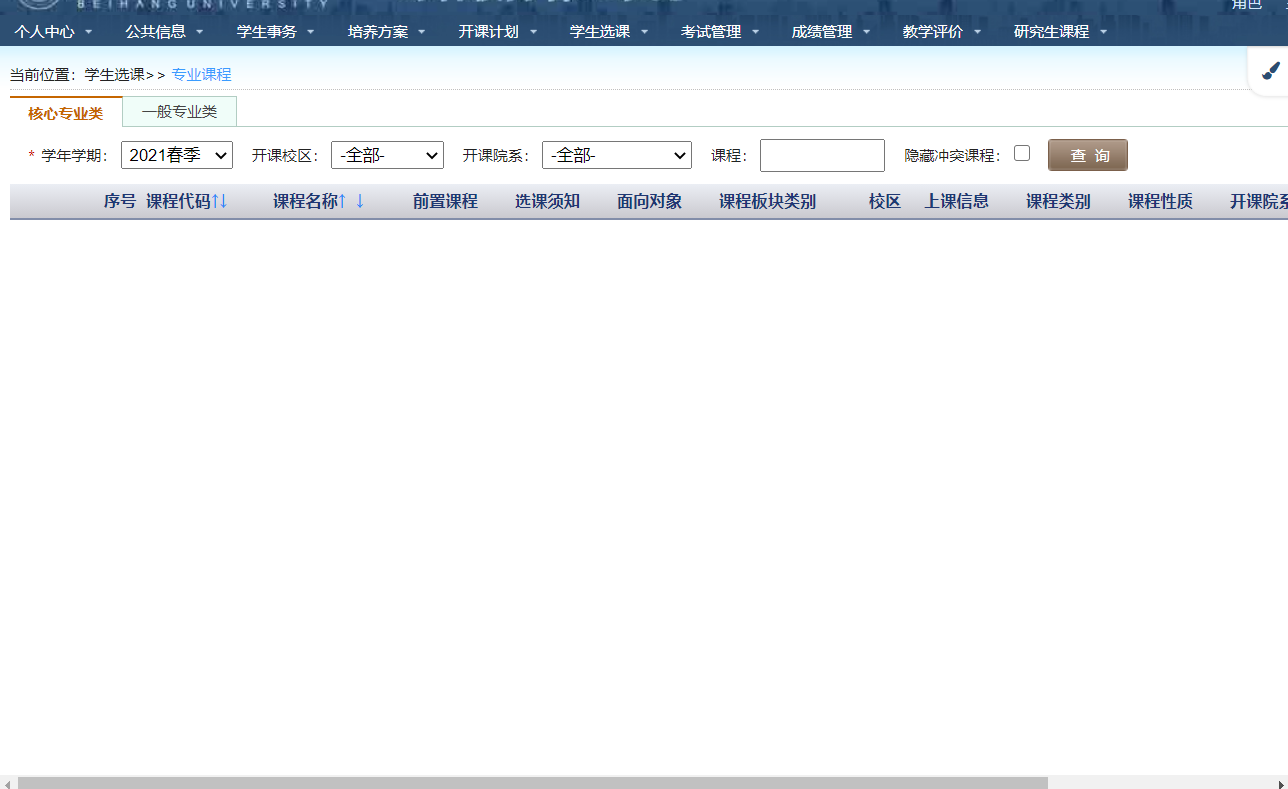 BEIHANG UNIVERSITY
角色
个人中心 公共信息 学生事务 培养方案 开课计划 学生选课 考试管理 成绩管理 教学评价 研究生课程
当前位置：学生选课>> 专业课程
核心专业类 一般专业类
* 学年学期： 2021春季 开课校区： -全部- 开课院系： -全部- 课程： 隐藏冲突课程： 查 询
序号 课程代码↑↓ 课程名称↑ ↓ 前置课程 选课须知 面向对象 课程板块类别 校区 上课信息 课程类别 课程性质 开课院系